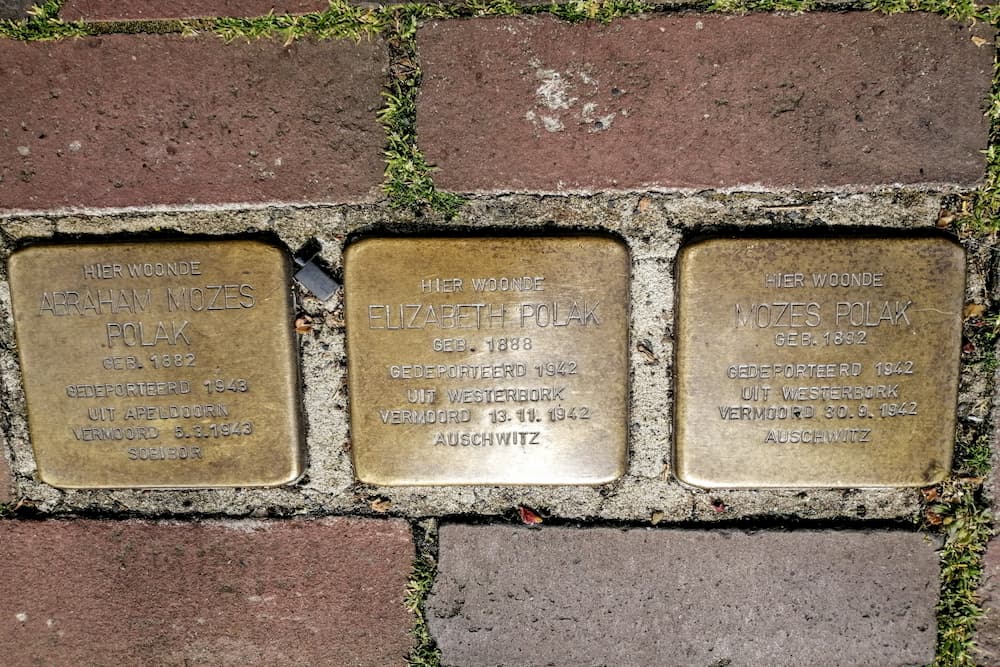 HIER WOONDE
ABRAHAM MOZES
POLAK
GEB. 1882
GEDEPORTEERD 1943
UIT APELDOORN
VERMOORD 5.3.1943
SOBIBOR
HIER WOONDE
ELIZABETH POLAK
GEB. 1888
GEDEPORTEERD 1942
UIT WESTERBORK
VERMOORD 13.11.1942
AUSCHWITZ
HIER WOONDE
MOZES POLAK
GEB. 1892
GEDEPORTEERD 1942
UIT WESTERBORK
VERMOORD 30.9.1942
AUSCHWITZ